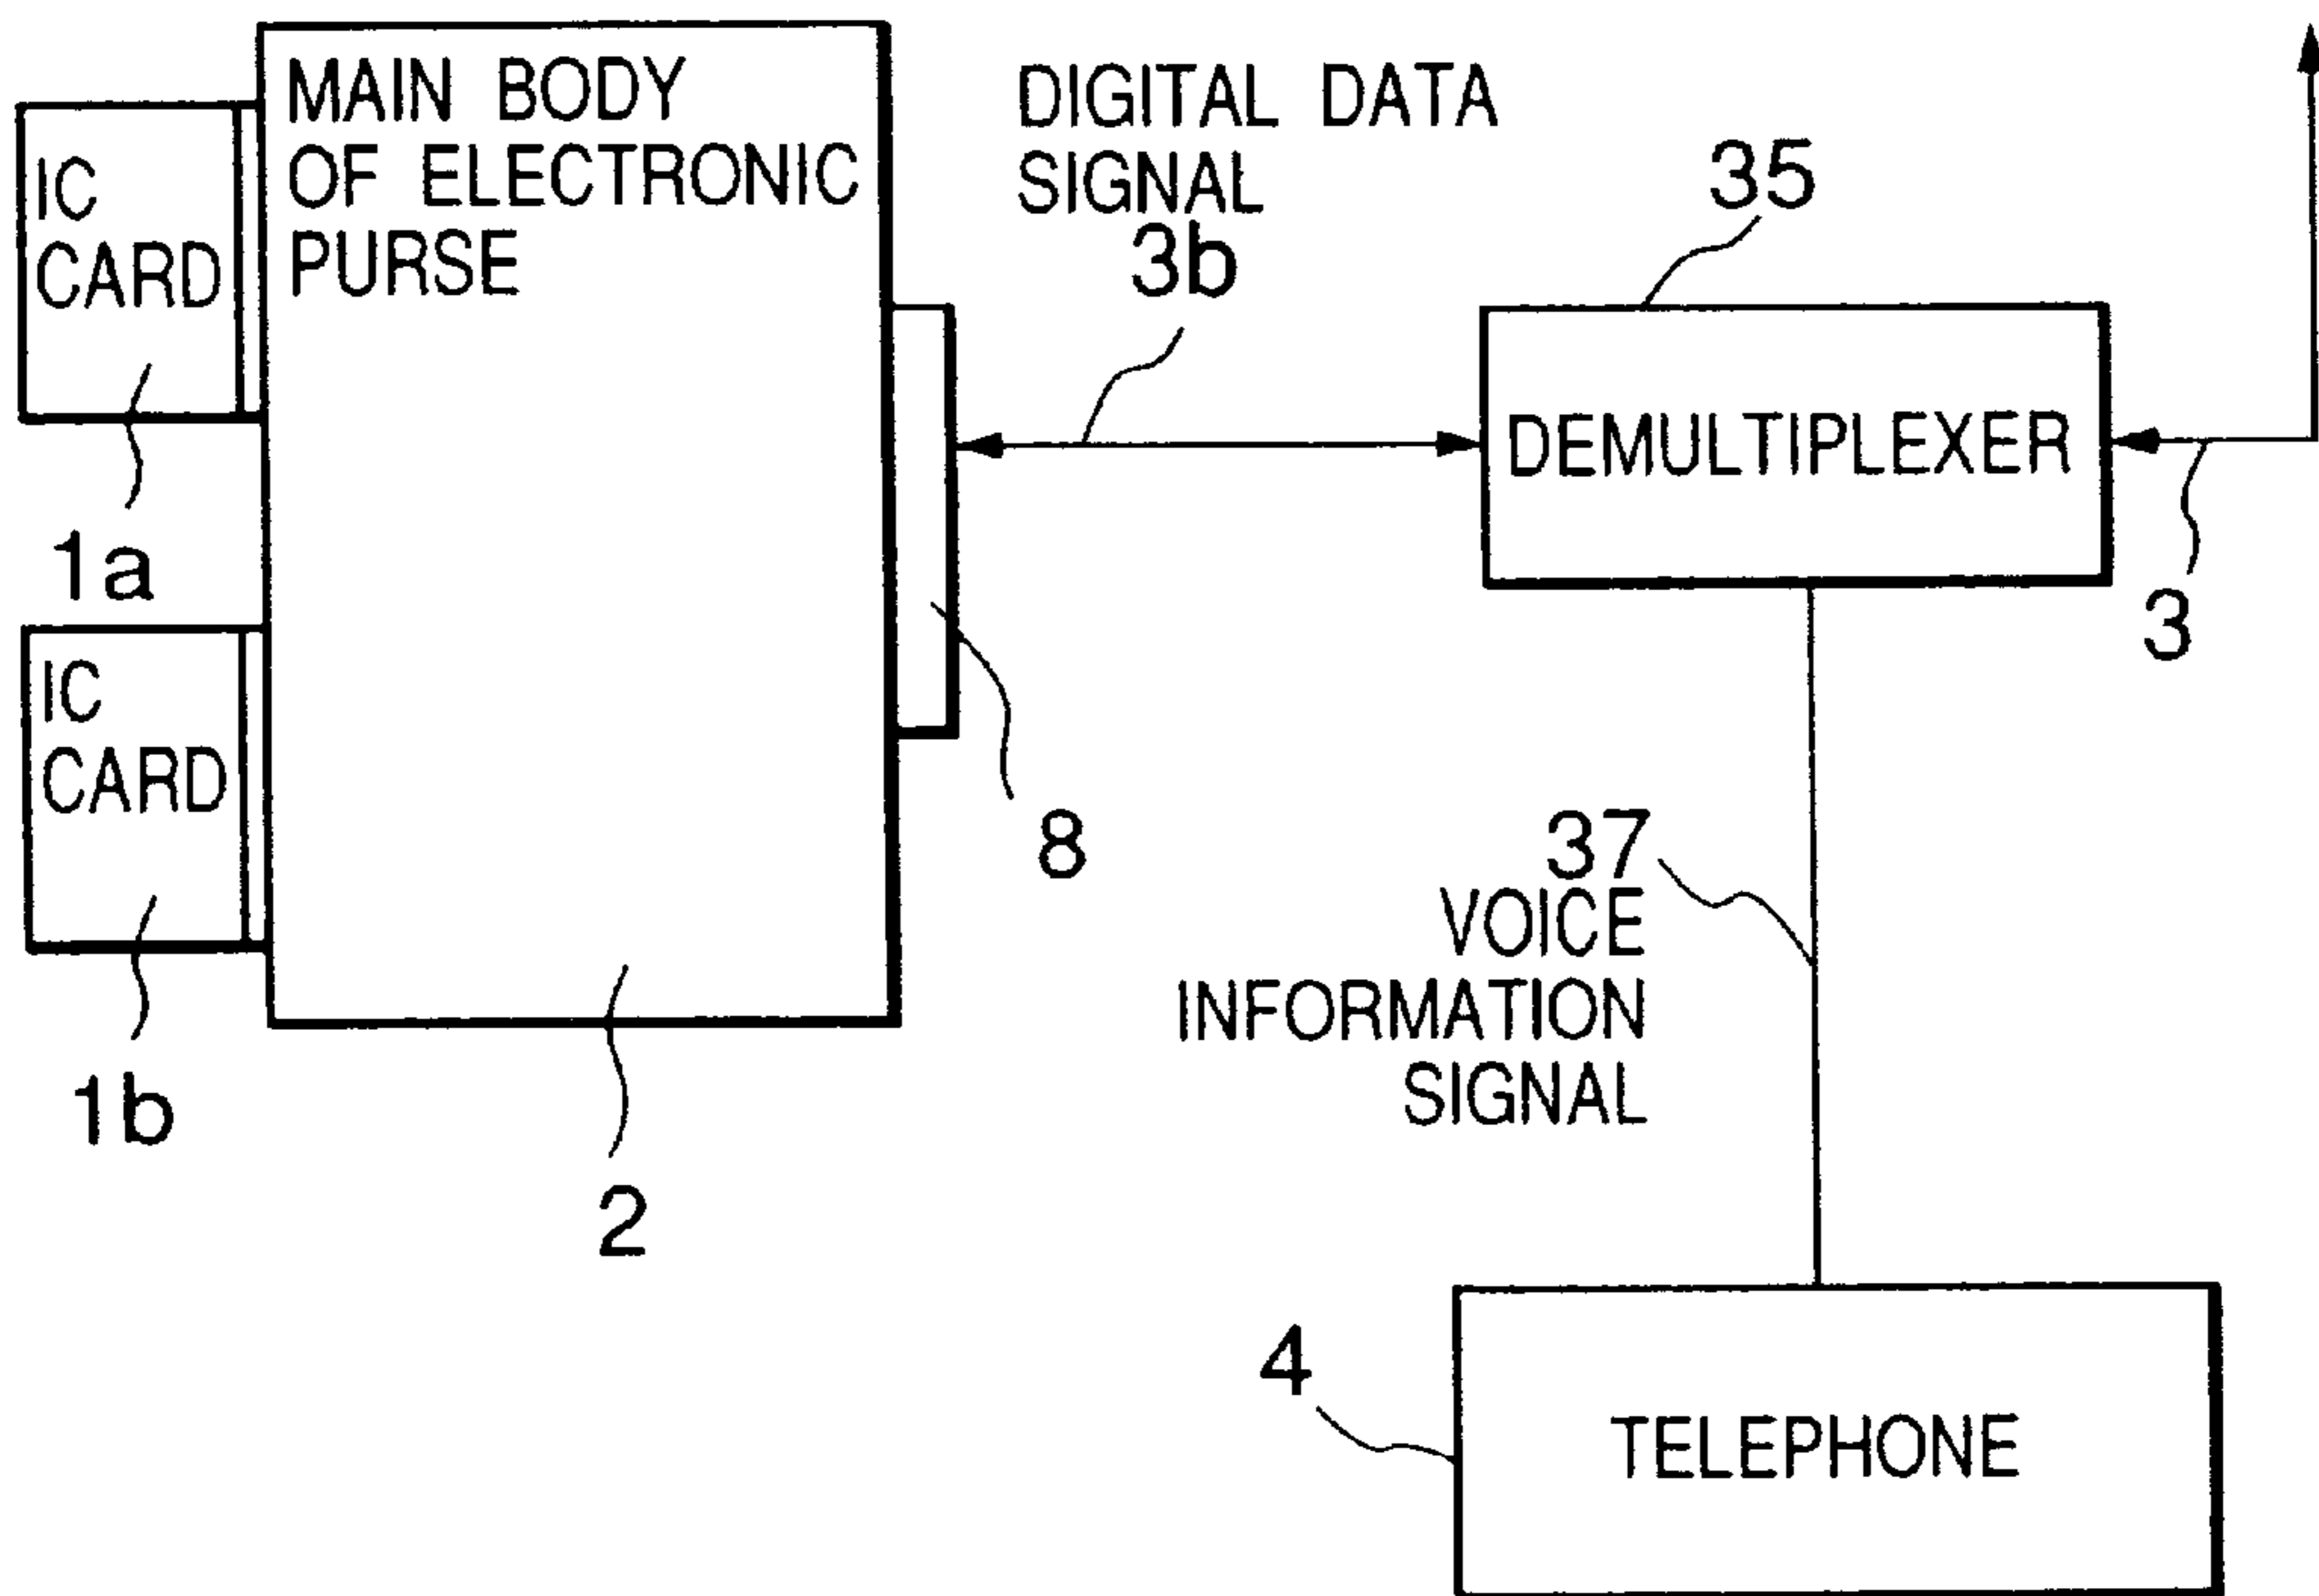 MAIN BODY
OF ELECTRONIC
PURSE
IC
CARD
1a
IC
CARD
1b
2
DIGITAL DATA
SIGNAL
3b
8
35
DEMULTIPLEXER
3
37
VOICE
INFORMATION
SIGNAL
4
TELEPHONE